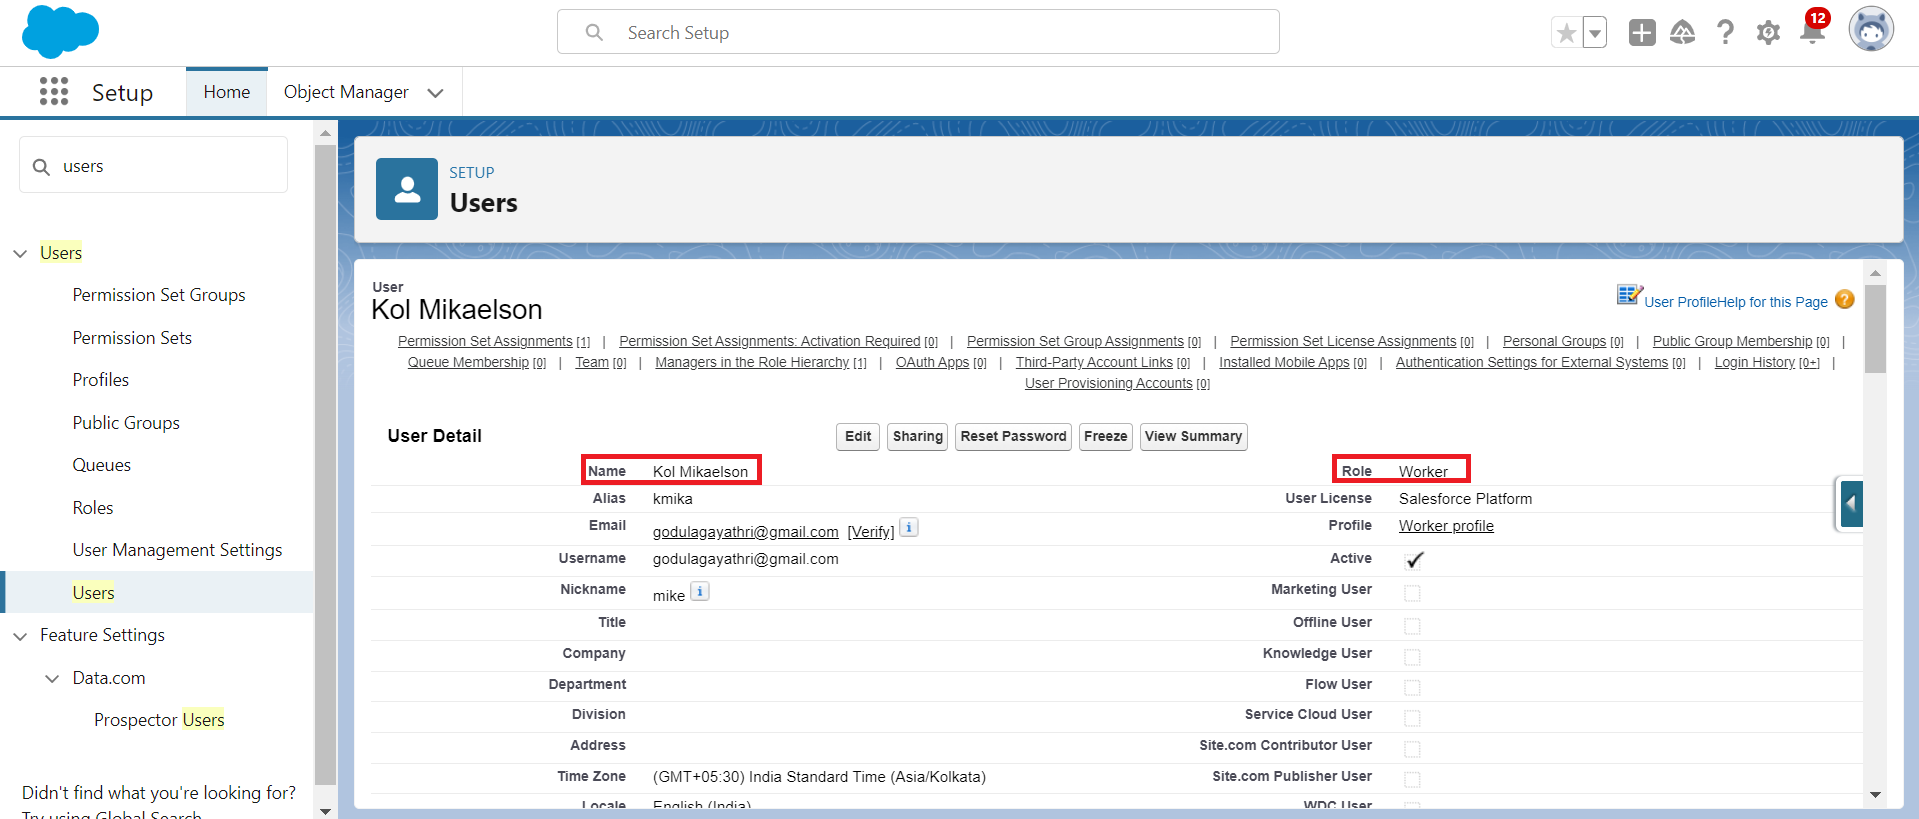 Search Setup
12
Setup
Home
Object Manager
users
Users
Permission Set Groups
Permission Sets
Profiles
Public Groups
Queues
Roles
User Management Settings
Users
Feature Settings
Data.com
Prospector Users
Didn't find what you're looking for?
Try using Global Search
SETUP
Users
User
Kol Mikaelson
User ProfileHelp for this Page ?
Permission Set Assignments [1] | Permission Set Assignments: Activation Required [0] | Permission Set Group Assignments [0] | Permission Set License Assignments [0] | Personal Groups [0] | Public Group Membership [0] |
Queue Membership [0] | Team [0] | Managers in the Role Hierarchy [1] | OAuth Apps [0] | Third-Party Account Links [0] | Installed Mobile Apps [0] | Authentication Settings for External Systems [0] | Login History [0+] |
User Provisioning Accounts [0]
User Detail Edit Sharing Reset Password Freeze View Summary
Name Kol Mikaelson Role Worker
Alias kmika User License Salesforce Platform
Email godulagayathri@gmail.com [Verify] i Profile Worker profile
Username godulagayathri@gmail.com Active
Nickname mike i Marketing User
Title Offline User
Company Knowledge User
Department Flow User
Division Service Cloud User
Address Site.com Contributor User
Time Zone (GMT+05:30) India Standard Time (Asia/Kolkata) Site.com Publisher User
Locale English (India) WDC User